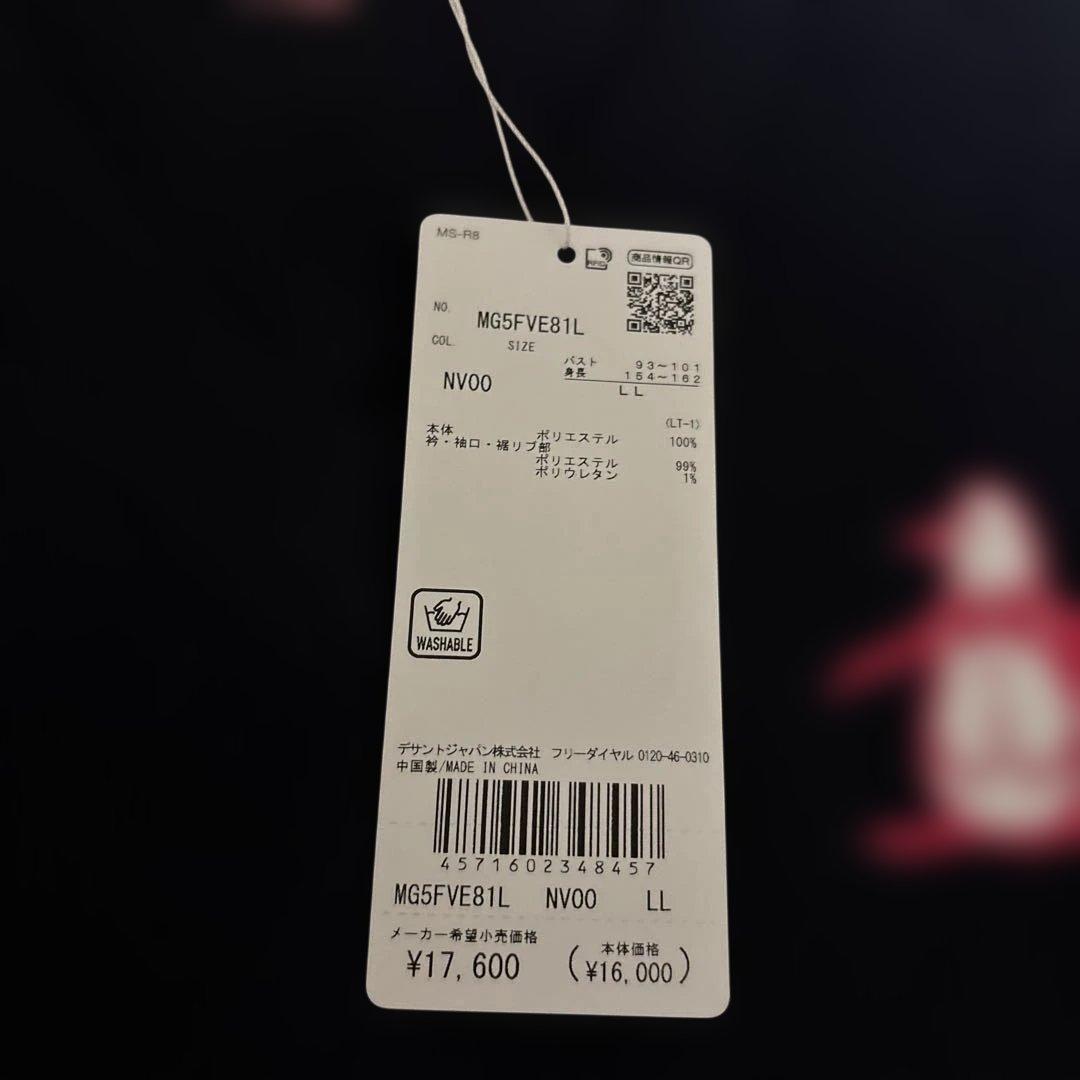 MS-R8
RFID
商品情報QR
NO. MG5FVE81L
COL. SIZE
バスト 93~101
身長 154~162
NV00 LL
(LT-1)
本体 ポリエステル 100%
衿・袖口・裾リブ部
ポリエステル 99%
ポリウレタン 1%
WASHABLE
デサントジャパン株式会社 フリーダイヤル 0120-46-0310
中国製/MADE IN CHINA
4571602348457
MG5FVE81L NV00 LL
メーカー希望小売価格 本体価格
¥17,600 (¥16,000)